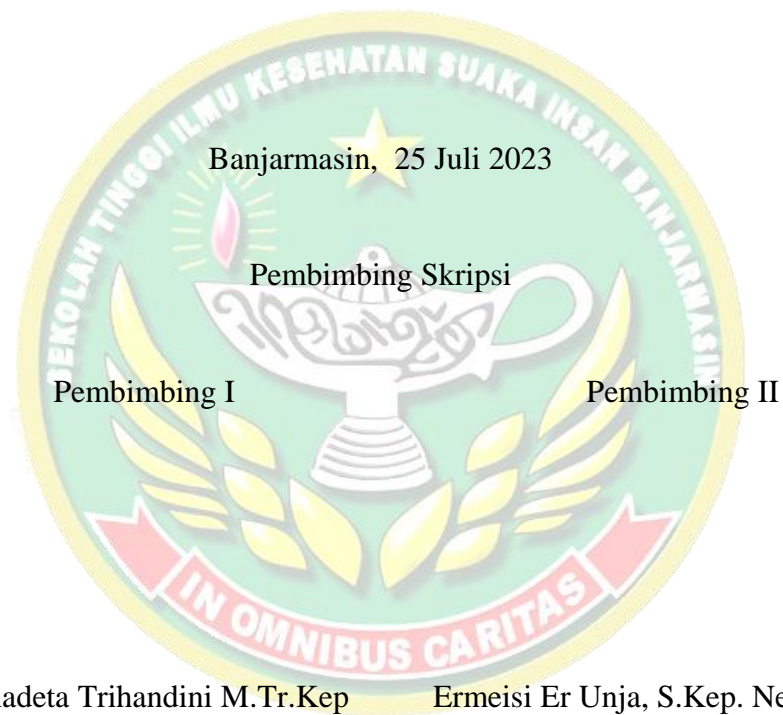 SEKOLAH TINGGI ILMU KESEHATAN SUAKA INSAN BANJARMASIN
Banjarmasin, 25 Juli 2023
Pembimbing Skripsi
Pembimbing I Pembimbing II
IN OMNIBUS CARITAS
adeta Trihandini M.Tr.Kep Ermeisi Er Unja, S.Kep. Ne